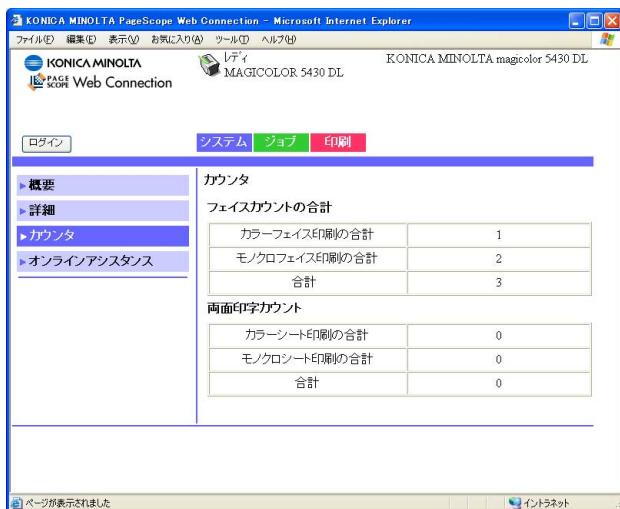 KONICA MINOLTA PageScope Web Connection - Microsoft Internet Explorer
ファイル(F) 編集(E) 表示(V) お気に入り(A) ツール(T) ヘルプ(H)
KONICA MINOLTA
PAGE SCOPE Web Connection
レディ
MAGICOLOR 5430 DL
KONICA MINOLTA magicolor 5430 DL
ログイン
システム ジョブ 印刷
概要
詳細
カウンタ
オンラインアシスタンス
カウンタ
フェイスカウントの合計
カラーフェイス印刷の合計 1
モノクロフェイス印刷の合計 2
合計 3
両面印字カウント
カラーシート印刷の合計 0
モノクロシート印刷の合計 0
合計 0
ページが表示されました
イントラネット